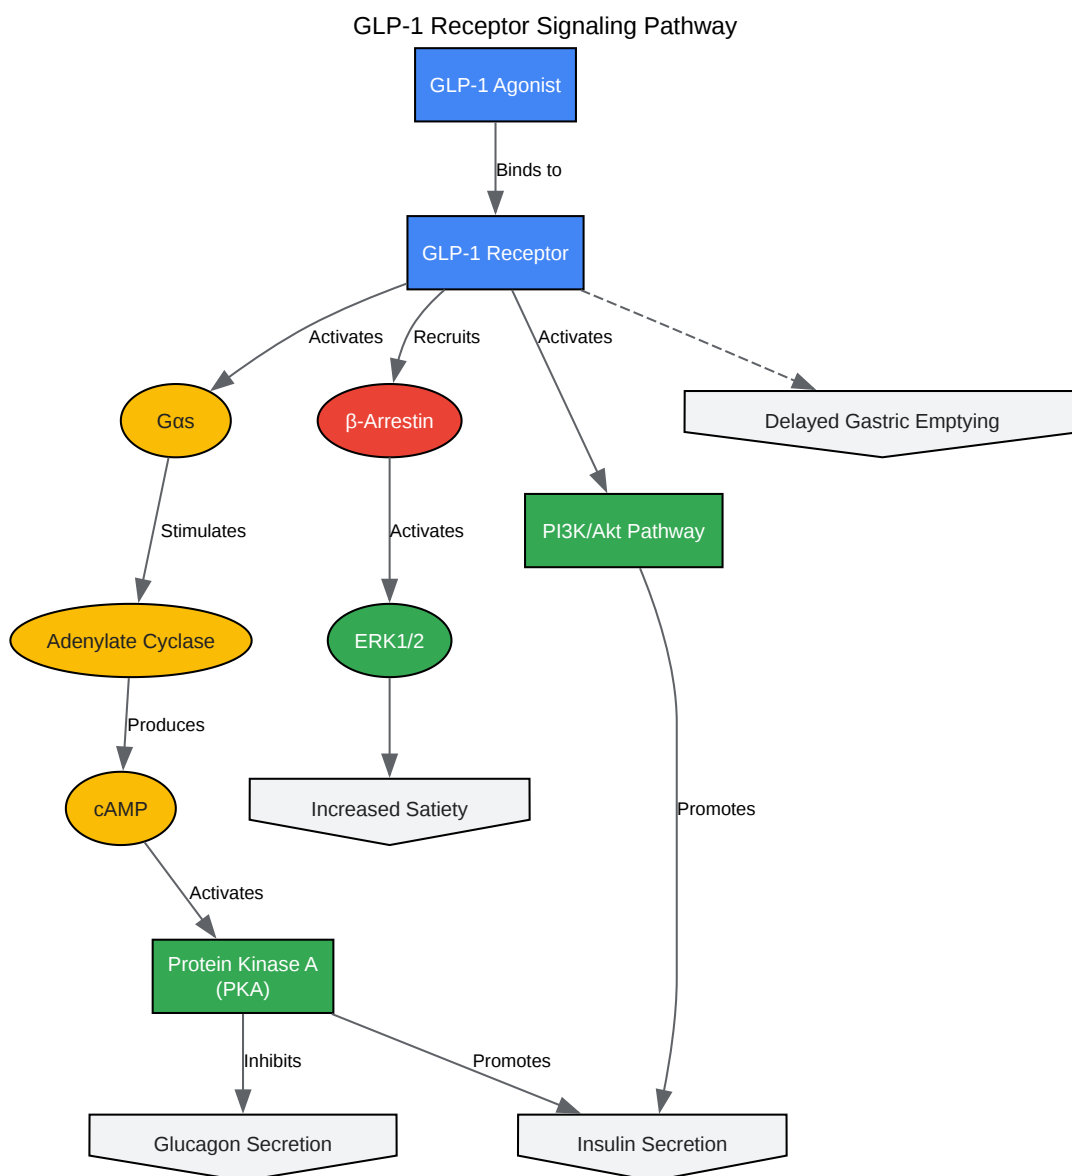 GLP-1 Receptor Signaling Pathway
GLP-1 Agonist
Binds to
GLP-1 Receptor
Activates
Recruits
Activates
Gαs
β-Arrestin
Delayed Gastric Emptying
Stimulates
Activates
PI3K/Akt Pathway
Adenylate Cyclase
ERK1/2
Produces
cAMP
Increased Satiety
Promotes
Activates
Protein Kinase A
(PKA)
Inhibits
Promotes
Glucagon Secretion
Insulin Secretion